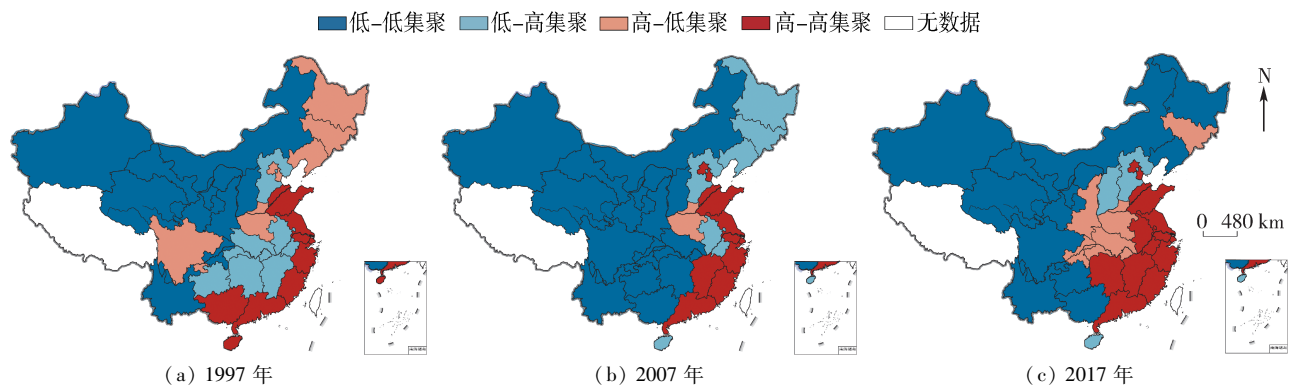 低-低集聚 低-高集聚 高-低集聚 高-高集聚 无数据
N
0 480 km
(a) 1997 年 (b) 2007 年 (c) 2017 年